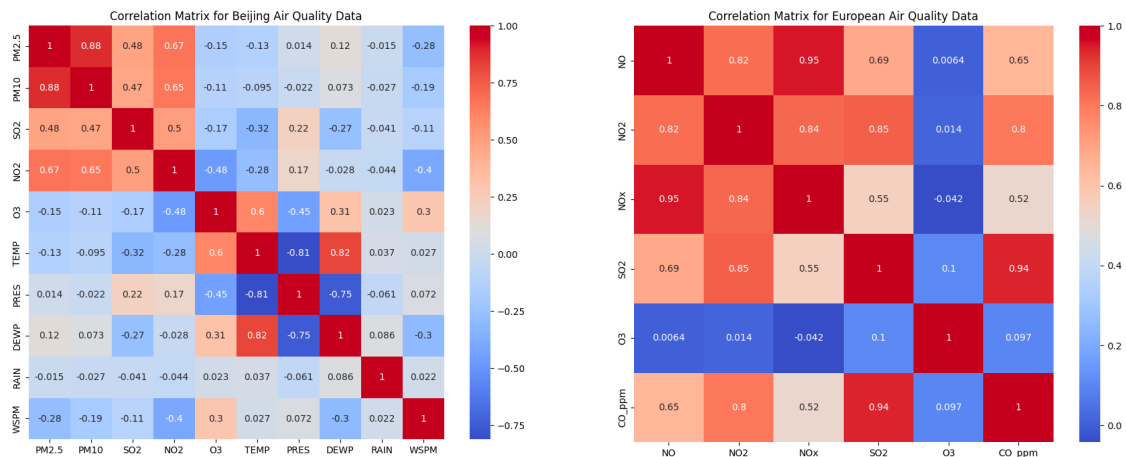 Correlation Matrix for Beijing Air Quality Data
PM2.5 1 0.88 0.48 0.67 -0.15 -0.13 0.014 0.12 -0.015 -0.28
PM10 0.88 1 0.47 0.65 -0.11 -0.095 -0.022 0.073 -0.027 -0.19
SO2 0.48 0.47 1 0.5 -0.17 -0.32 0.22 -0.27 -0.041 -0.11
NO2 0.67 0.65 0.5 1 -0.48 -0.28 0.17 -0.028 -0.044 -0.4
O3 -0.15 -0.11 -0.17 -0.48 1 0.6 -0.45 0.31 0.023 0.3
TEMP -0.13 -0.095 -0.32 -0.28 0.6 1 -0.81 0.82 0.037 0.027
PRES 0.014 -0.022 0.22 0.17 -0.45 -0.81 1 -0.75 -0.061 0.072
DEWP 0.12 0.073 -0.27 -0.028 0.31 0.82 -0.75 1 0.086 -0.3
RAIN -0.015 -0.027 -0.041 -0.044 0.023 0.037 -0.061 0.086 1 0.022
WSPM -0.28 -0.19 -0.11 -0.4 0.3 0.027 0.072 -0.3 0.022 1
PM2.5 PM10 SO2 NO2 O3 TEMP PRES DEWP RAIN WSPM
1.00
0.75
0.50
0.25
0.00
-0.25
-0.50
-0.75
Correlation Matrix for European Air Quality Data
NO 1 0.82 0.95 0.69 0.0064 0.65
NO2 0.82 1 0.84 0.85 0.014 0.8
NOx 0.95 0.84 1 0.55 -0.042 0.52
SO2 0.69 0.85 0.55 1 0.1 0.94
O3 0.0064 0.014 -0.042 0.1 1 0.097
CO_ppm 0.65 0.8 0.52 0.94 0.097 1
NO NO2 NOx SO2 O3 CO_ppm
1.0
0.8
0.6
0.4
0.2
0.0